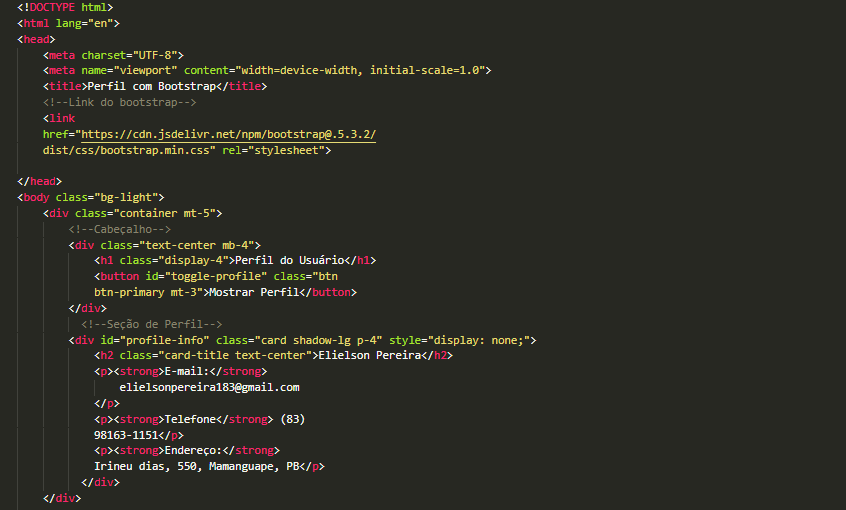 <!DOCTYPE html>
<html lang="en">
<head>
<meta charset="UTF-8">
<meta name="viewport" content="width=device-width, initial-scale=1.0">
<title>Perfil com Bootstrap</title>
<!--Link do bootstrap-->
<link
href="https://cdn.jsdelivr.net/npm/bootstrap@.5.3.2/
dist/css/bootstrap.min.css" rel="stylesheet">
</head>
<body class="bg-light">
<div class="container mt-5">
<!--Cabeçalho-->
<div class="text-center mb-4">
<h1 class="display-4">Perfil do Usuário</h1>
<button id="toggle-profile" class="btn
btn-primary mt-3">Mostrar Perfil</button>
</div>
<!--Seção de Perfil-->
<div id="profile-info" class="card shadow-lg p-4" style="display: none;">
<h2 class="card-title text-center">Elielson Pereira</h2>
<p><strong>E-mail:</strong>
elielsonpereira183@gmail.com
</p>
<p><strong>Telefone</strong> (83)
98163-1151</p>
<p><strong>Endereço:</strong>
Irineu dias, 550, Mamanguape, PB</p>
</div>
</div>